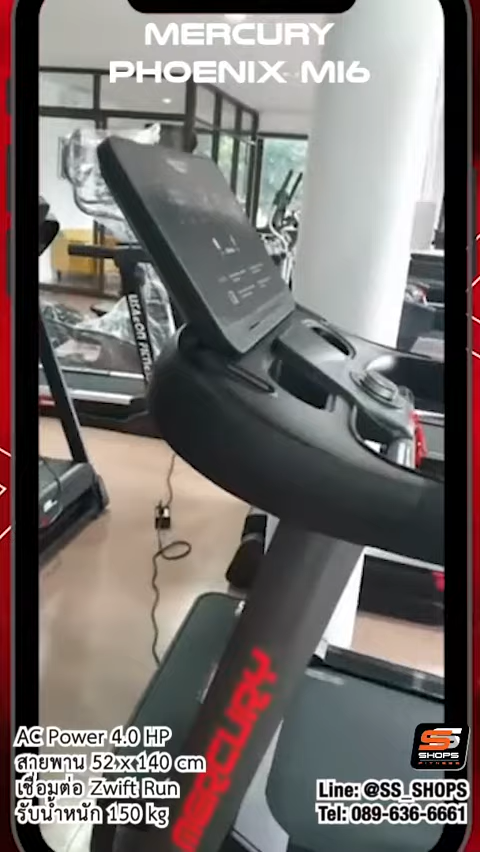 MERCURY
PHOENIX M16
MERCURY
AC Power 4.0 HP
สายพาน 52 x 140 cm
เชื่อมต่อ Zwift Run
รับน้ำหนัก 150 kg
SS
SHOPS
FITNESS
Line: @SS_SHOPS
Tel: 089-636-6661